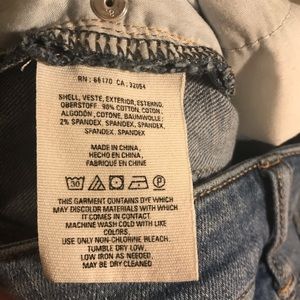 RN : 66170 CA : 32054
SHELL, VESTE, EXTERIOR, ESTERNO,
OBERSTOFF: 98% COTTON, COTON,
ALGODÓN , COTONE, BAUMWOLLE;
2% SPANDEX, SPANDEX, SPANDEX,
SPANDEX, SPANDEX
MADE IN CHINA,
HECHO EN CHINA,
FABRIQUÉ EN CHINE
30
P
THIS GARMENT CONTAINS DYE WHICH
MAY DISCOLOR MATERIALS WITH WHICH
IT COMES IN CONTACT
MACHINE WASH COLD WITH LIKE
COLORS.
USE ONLY NON-CHLORINE BLEACH.
TUMBLE DRY LOW.
LOW IRON AS NEEDED,
MAY BE DRY CLEANED